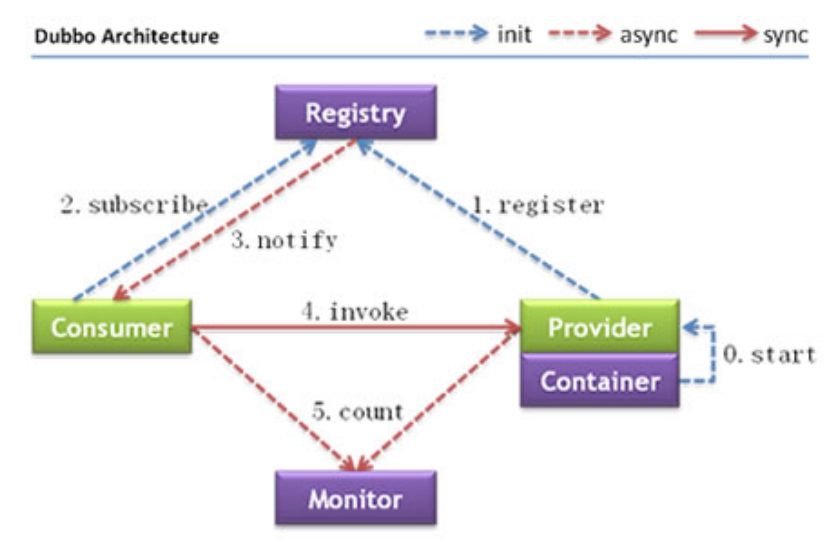 Dubbo Architecture
init async sync
Registry
2. subscribe
1. register
3. notify
Consumer
4. invoke
Provider
0. start
Container
5. count
Monitor